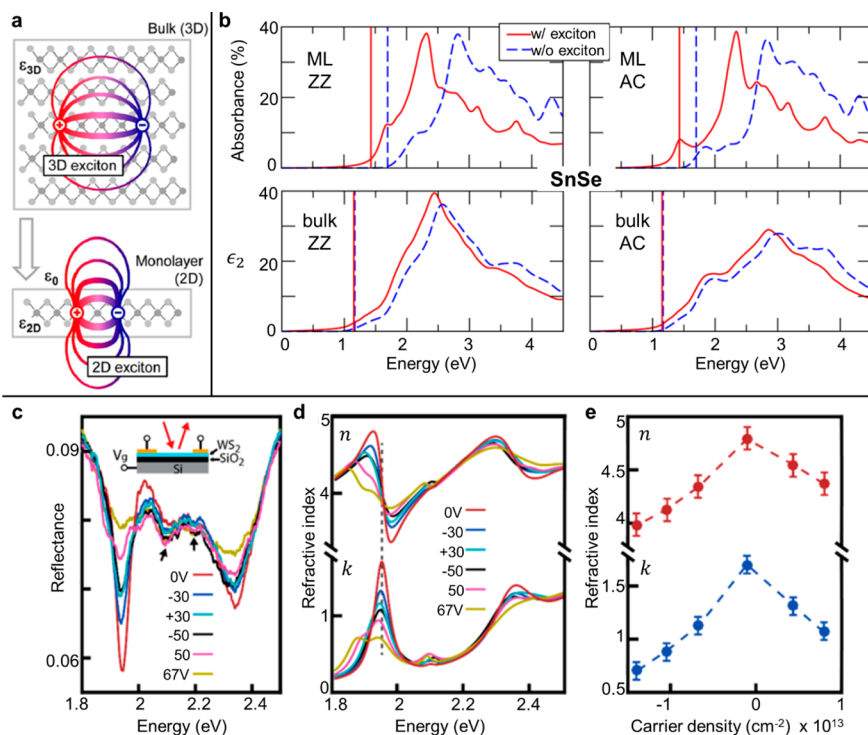 a
Bulk (3D)
ε3D
3D exciton
Monolayer
(2D)
ε0
ε2D
2D exciton
b
w/ exciton
w/o exciton
Absorbance (%)
40
20
0
ML
ZZ
ML
AC
SnSe
ϵ2
40
20
0
bulk
ZZ
bulk
AC
0 1 2 3 4
Energy (eV)
0 1 2 3 4
Energy (eV)
c
Reflectance
0.09
0.06
Vg
WS2
SiO2
Si
0V
-30
+30
-50
50
67V
1.8 2.0 2.2 2.4
Energy (eV)
d
Refractive index
5
4
n
0V
-30
+30
-50
50
67V
Refractive index
1
0
k
1.8 2 2.2 2.4
Energy (eV)
e
Refractive index
5
4.5
4
n
Refractive index
1.5
1
0.5
k
-1 0 1
Carrier density (cm-2) x 1013